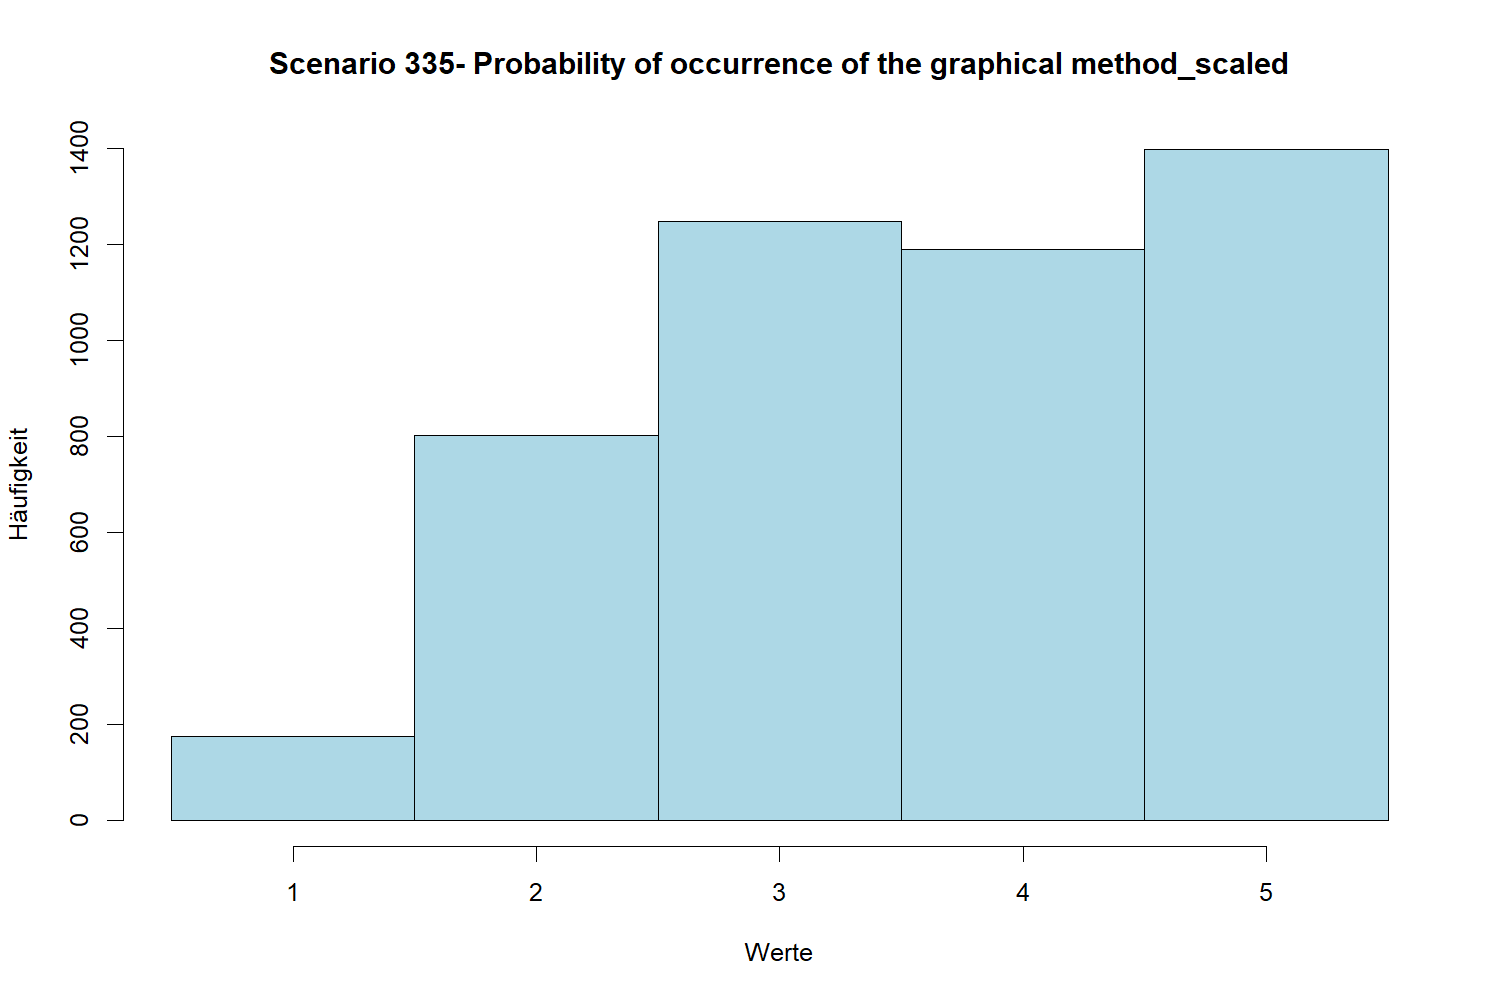 Scenario 335- Probability of occurrence of the graphical method_scaled
Häufigkeit
1400
1200
1000
800
600
400
200
0
1 2 3 4 5
Werte